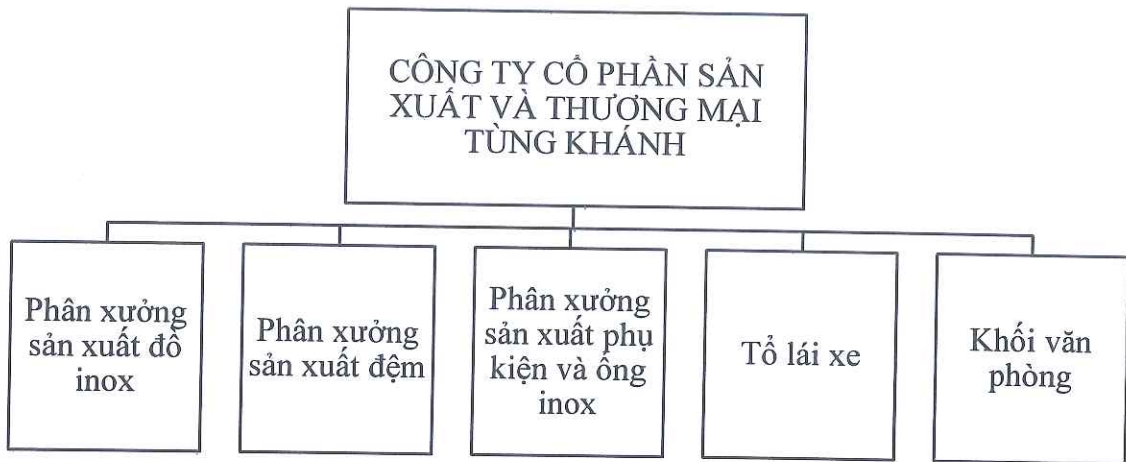 CÔNG TY CỔ PHẦN SẢN
XUẤT VÀ THƯƠNG MẠI
TÙNG KHÁNH
Phân xưởng
sản xuất đồ
inox
Phân xưởng
sản xuất đệm
Phân xưởng
sản xuất phụ
kiện và ống
inox
Tổ lái xe
Khối văn
phòng